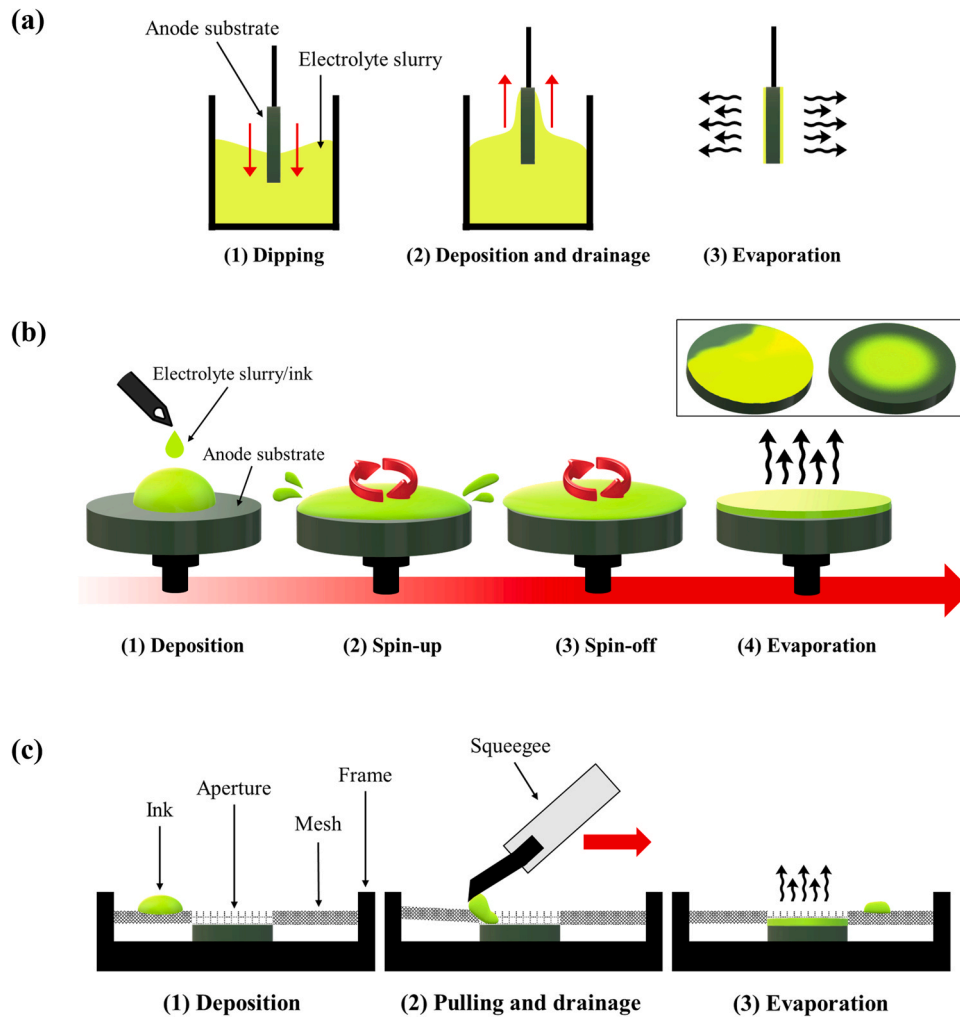 (a)
Anode substrate
Electrolyte slurry
(1) Dipping
(2) Deposition and drainage
(3) Evaporation
(b)
Electrolyte slurry/ink
Anode substrate
(1) Deposition
(2) Spin-up
(3) Spin-off
(4) Evaporation
(c)
Squeegee
Frame
Aperture
Ink
Mesh
(1) Deposition
(2) Pulling and drainage
(3) Evaporation